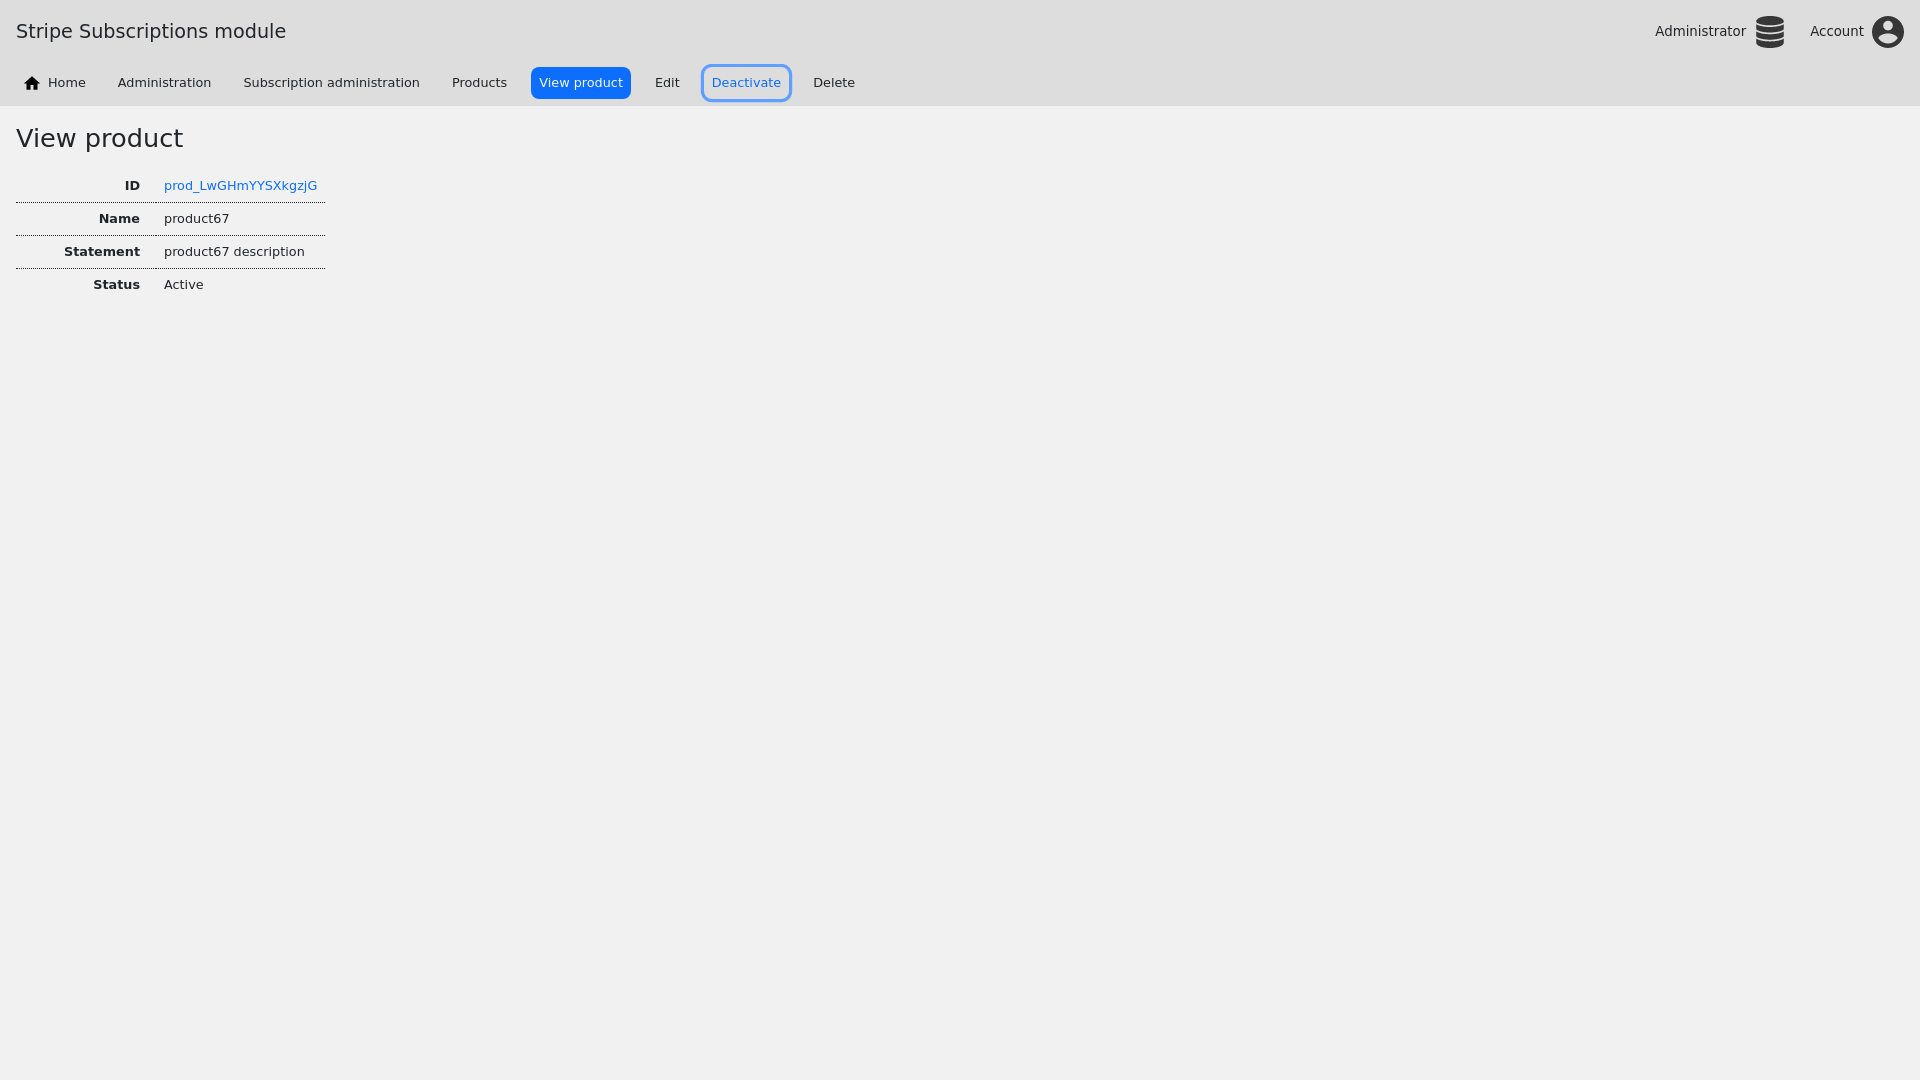 Stripe Subscriptions module
Administrator
Account
Home
Administration
Subscription administration
Products
View product
Edit
Deactivate
Delete
View product
ID prod_LwGHmYYSXkgzjG
Name product67
Statement product67 description
Status Active